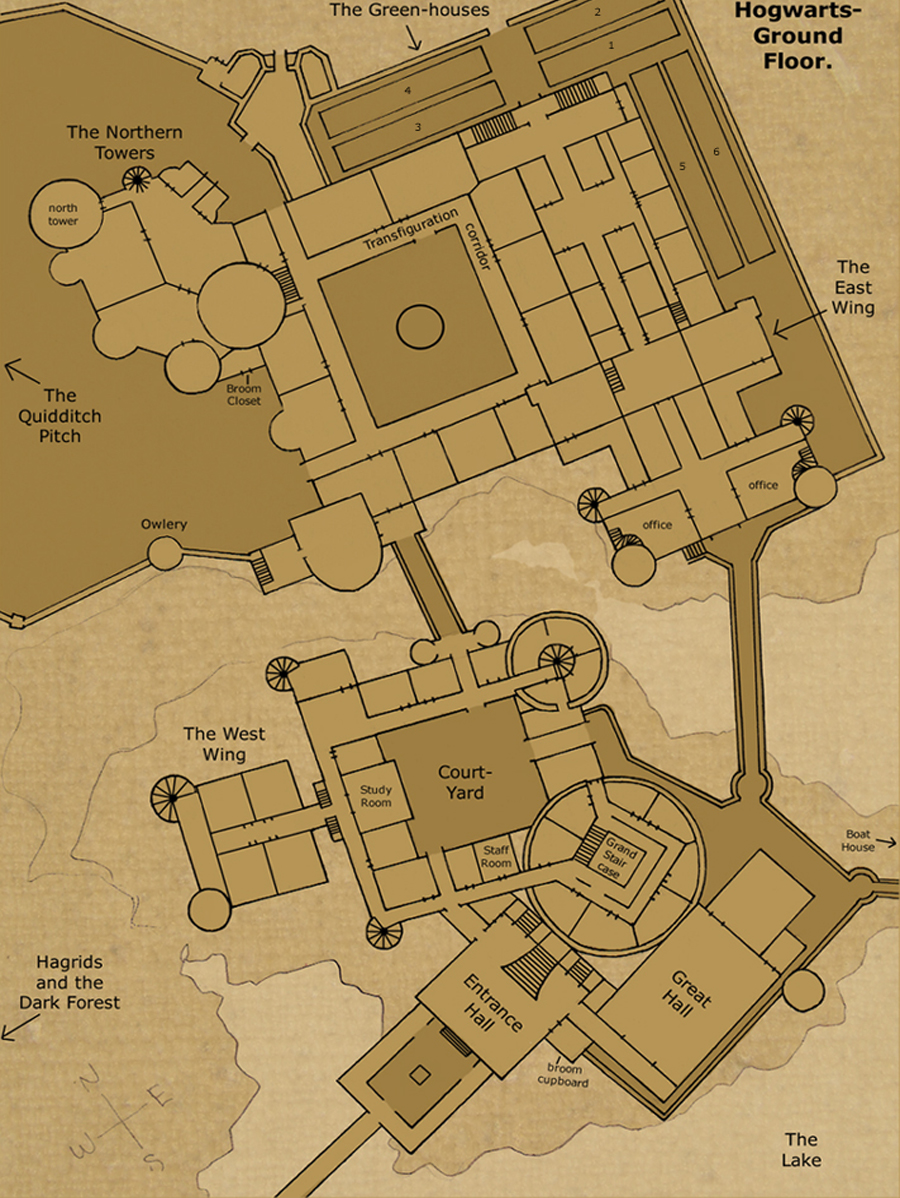 The Green-houses
Hogwarts-
Ground
Floor.
2
1
4
3
The Northern
Towers
5
6
north
tower
Transfiguration
corridor
The
East
Wing
The
Quidditch
Pitch
Broom
Closet
office
office
Owlery
The West
Wing
Court-
Yard
Study
Room
Staff
Room
Grand
Stair
case
Boat
House
Hagrids
and the
Dark Forest
Entrance
Hall
Great
Hall
broom
cupboard
N
E
W
S
The
Lake